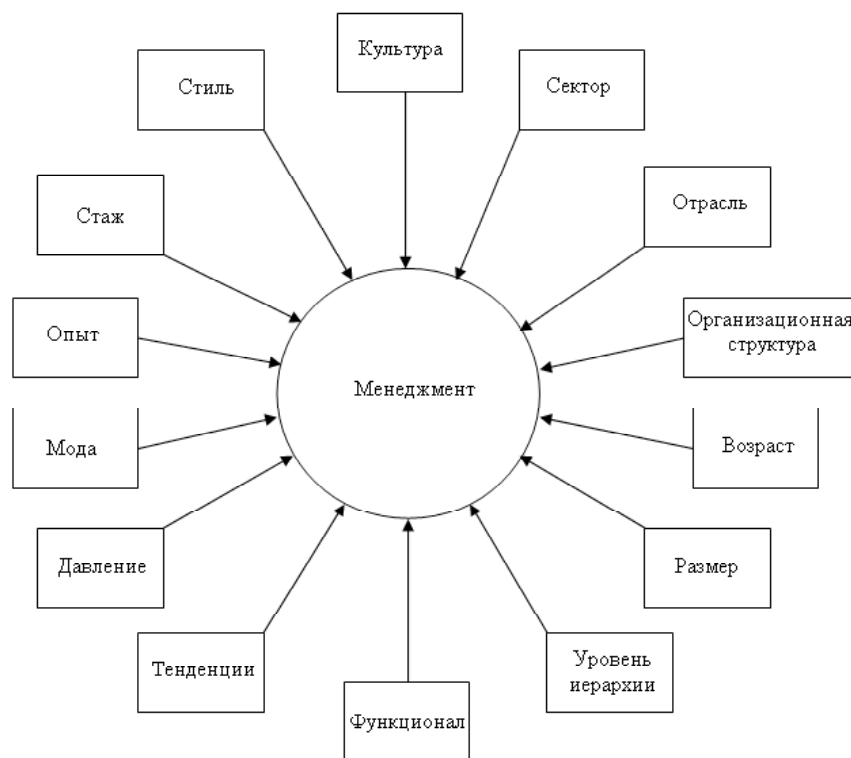 Культура
Стиль
Сектор
Стаж
Отрасль
Опыт
Организационная
структура
Менеджмент
Мода
Возраст
Давление
Размер
Тенденции
Уровень
иерархии
Функционал